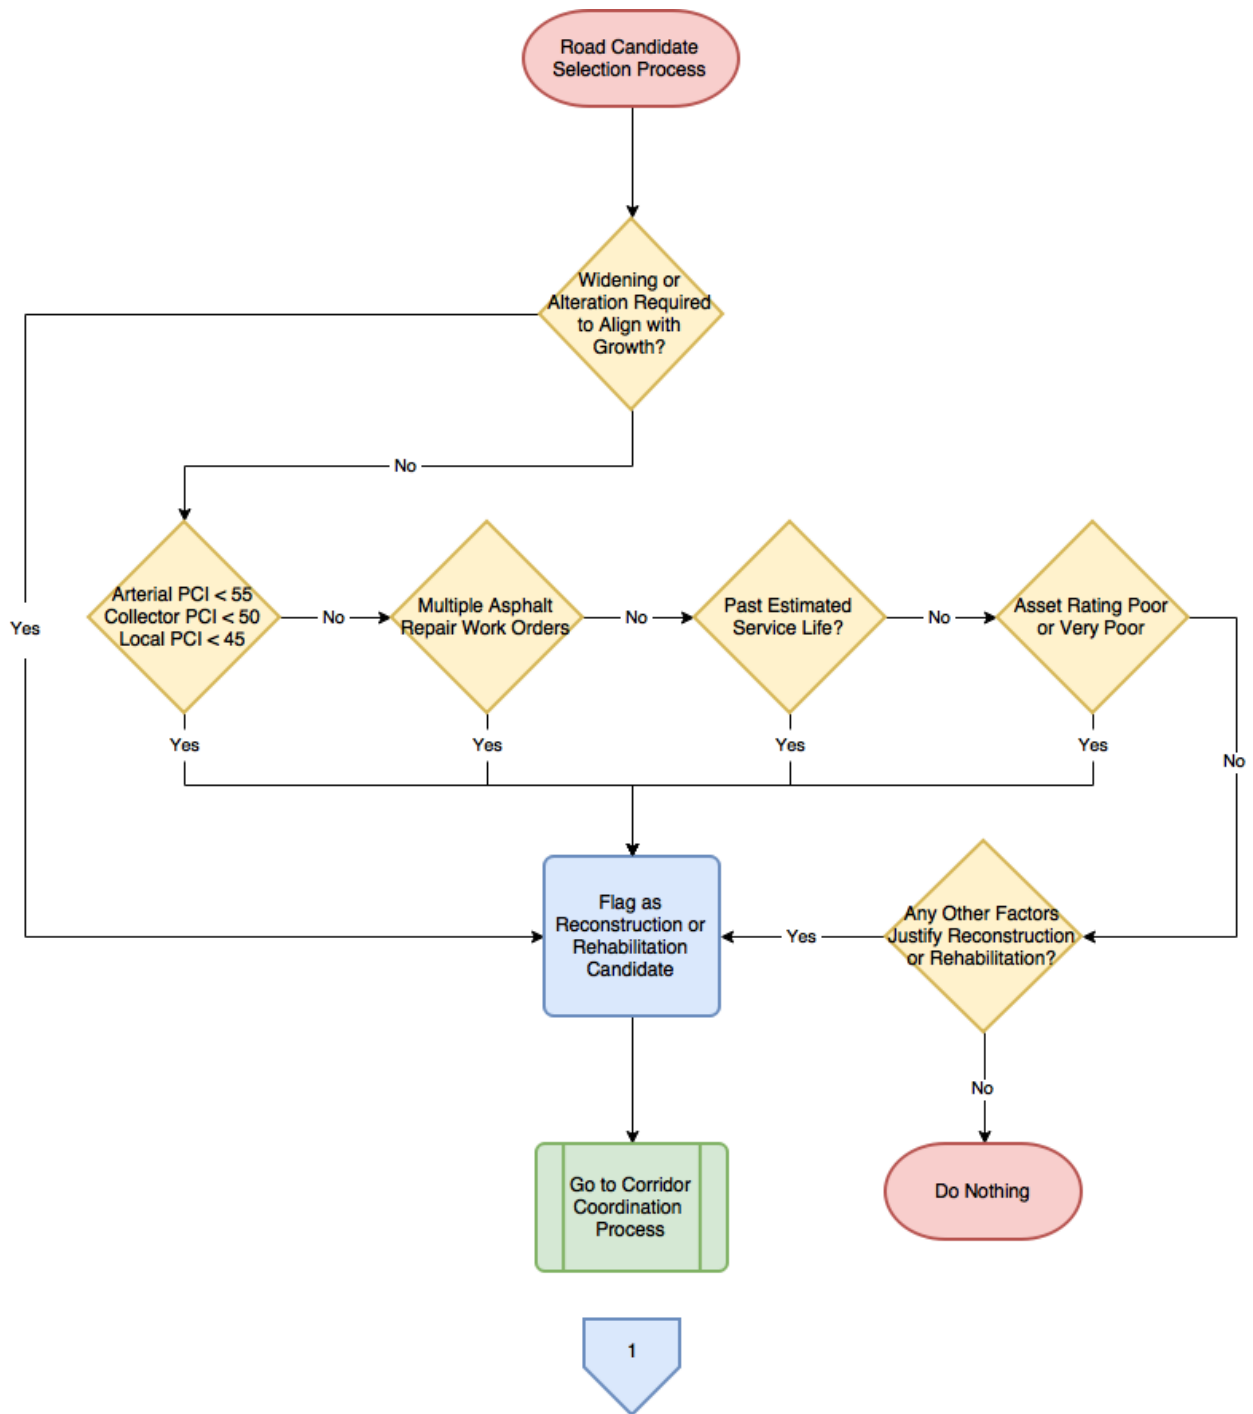 Road Candidate
Selection Process
Widening or
Alteration Required
to Align with
Growth?
Yes
No
Arterial PCI < 55
Collector PCI < 50
Local PCI < 45
No
Multiple Asphalt
Repair Work Orders
No
Past Estimated
Service Life?
No
Asset Rating Poor
or Very Poor
Yes
Yes
Yes
Yes
No
Flag as
Reconstruction or
Rehabilitation
Candidate
Yes
Any Other Factors
Justify Reconstruction
or Rehabilitation?
No
Go to Corridor
Coordination
Process
Do Nothing
1